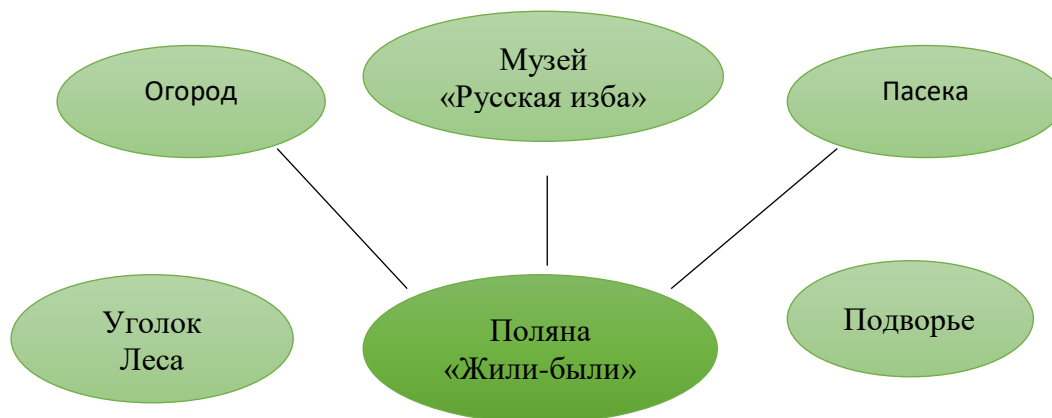 Огород
Музей
«Русская изба»
Пасека
Уголок
Леса
Поляна
«Жили-были»
Подворье